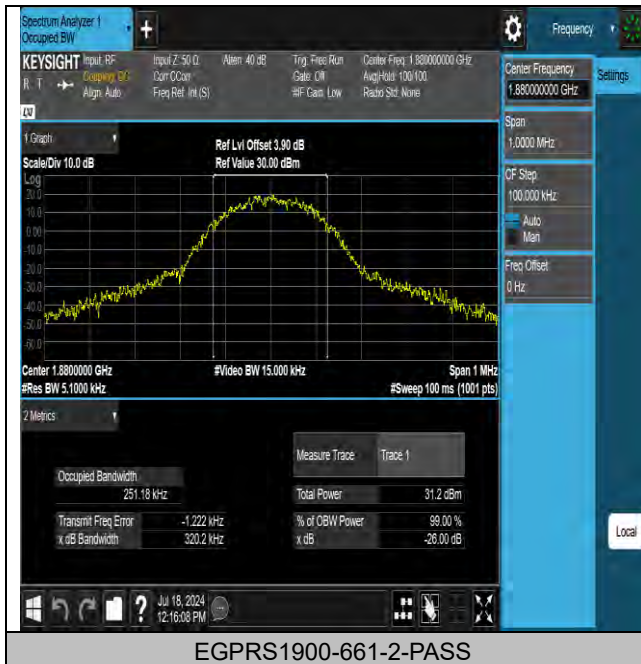 Spectrum Analyzer 1
Occupied BW
+
Frequency
KEYSIGHT
R T
Input: RF
Coupling: DC
Align: Auto
Input Z: 50 Ω
Corr CCorr
Freq Ref: Int (S)
Atten: 40 dB
Trig: Free Run
Gate: Off
#IF Gain: Low
Center Freq: 1.880000000 GHz
Avg|Hold: 100/100
Radio Std: None
LXI
Center Frequency
1.880000000 GHz
Settings
Span
1.0000 MHz
CF Step
100.000 kHz
Auto
Man
Freq Offset
0 Hz
1 Graph
Scale/Div 10.0 dB
Ref Lvl Offset 3.90 dB
Ref Value 30.00 dBm
Log
20.0
10.0
0.00
-10.0
-20.0
-30.0
-40.0
-50.0
-60.0
Center 1.8800000 GHz
#Res BW 5.1000 kHz
#Video BW 15.000 kHz
Span 1 MHz
#Sweep 100 ms (1001 pts)
2 Metrics
Measure Trace
Trace 1
Occupied Bandwidth
251.18 kHz
Total Power
31.2 dBm
Transmit Freq Error
-1.222 kHz
% of OBW Power
99.00 %
x dB Bandwidth
320.2 kHz
x dB
-26.00 dB
Local
?
Jul 18, 2024
12:16:08 PM
EGPRS1900-661-2-PASS